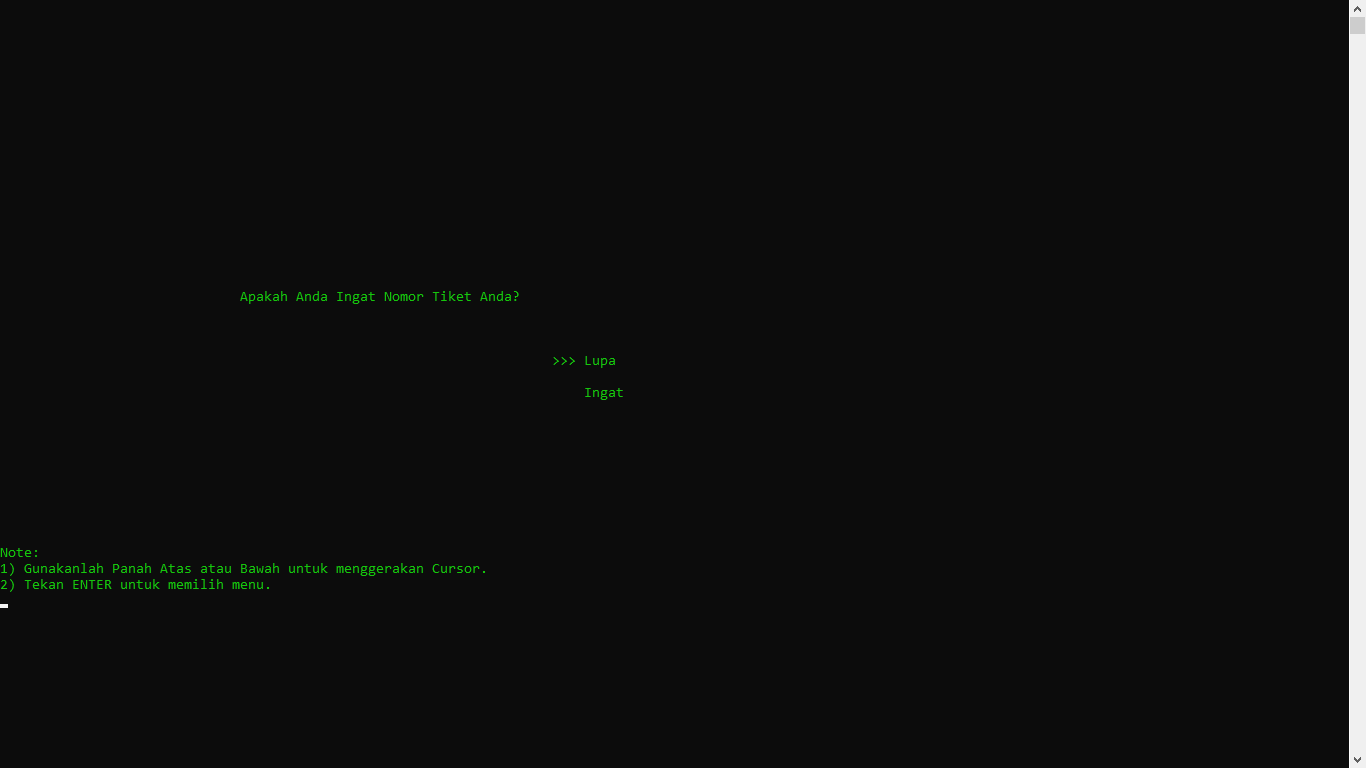 Apakah Anda Ingat Nomor Tiket Anda?
>>> Lupa
Ingat
Note:
1) Gunakanlah Panah Atas atau Bawah untuk menggerakan Cursor.
2) Tekan ENTER untuk memilih menu.